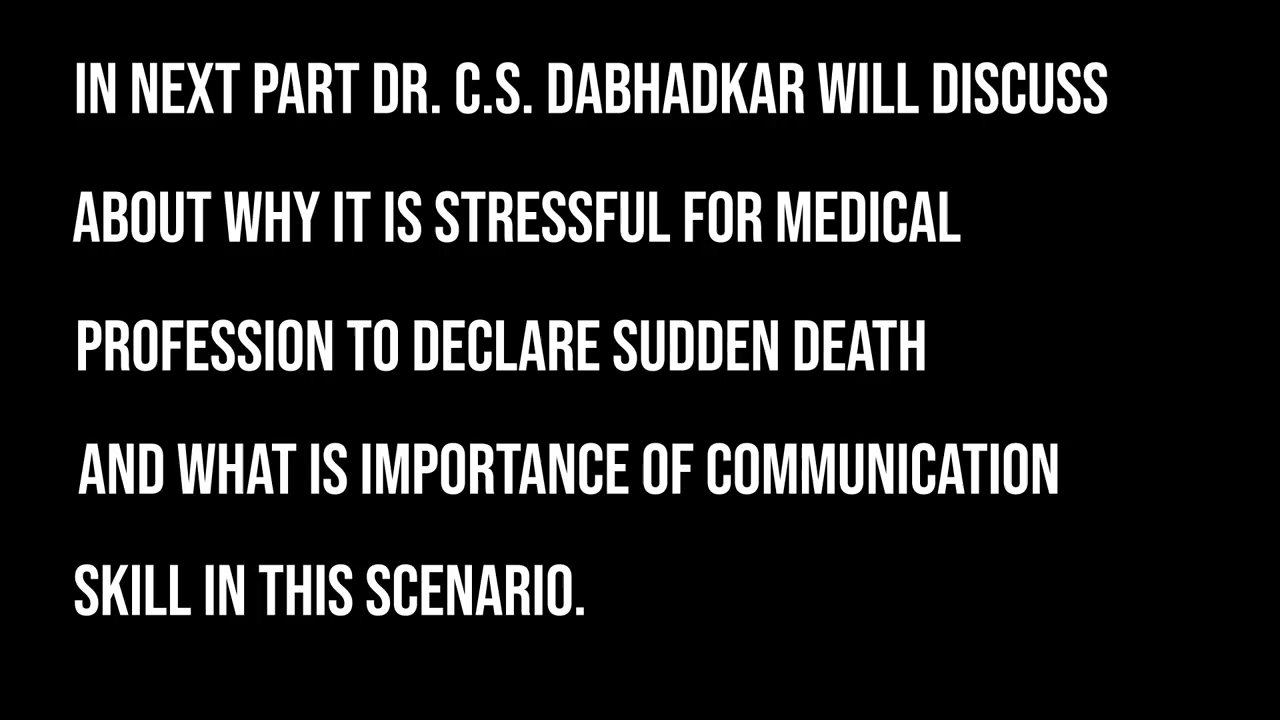 IN NEXT PART DR. C.S. DABHADKAR WILL DISCUSS
ABOUT WHY IT IS STRESSFUL FOR MEDICAL
PROFESSION TO DECLARE SUDDEN DEATH
AND WHAT IS IMPORTANCE OF COMMUNICATION
SKILL IN THIS SCENARIO.